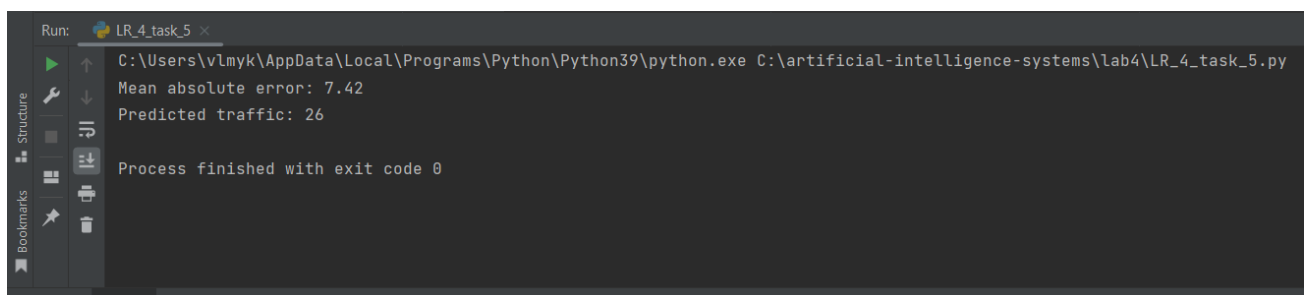 Run: LR_4_task_5
C:\Users\vlmyk\AppData\Local\Programs\Python\Python39\python.exe C:\artificial-intelligence-systems\lab4\LR_4_task_5.py
Mean absolute error: 7.42
Predicted traffic: 26
Process finished with exit code 0
Structure
Bookmarks